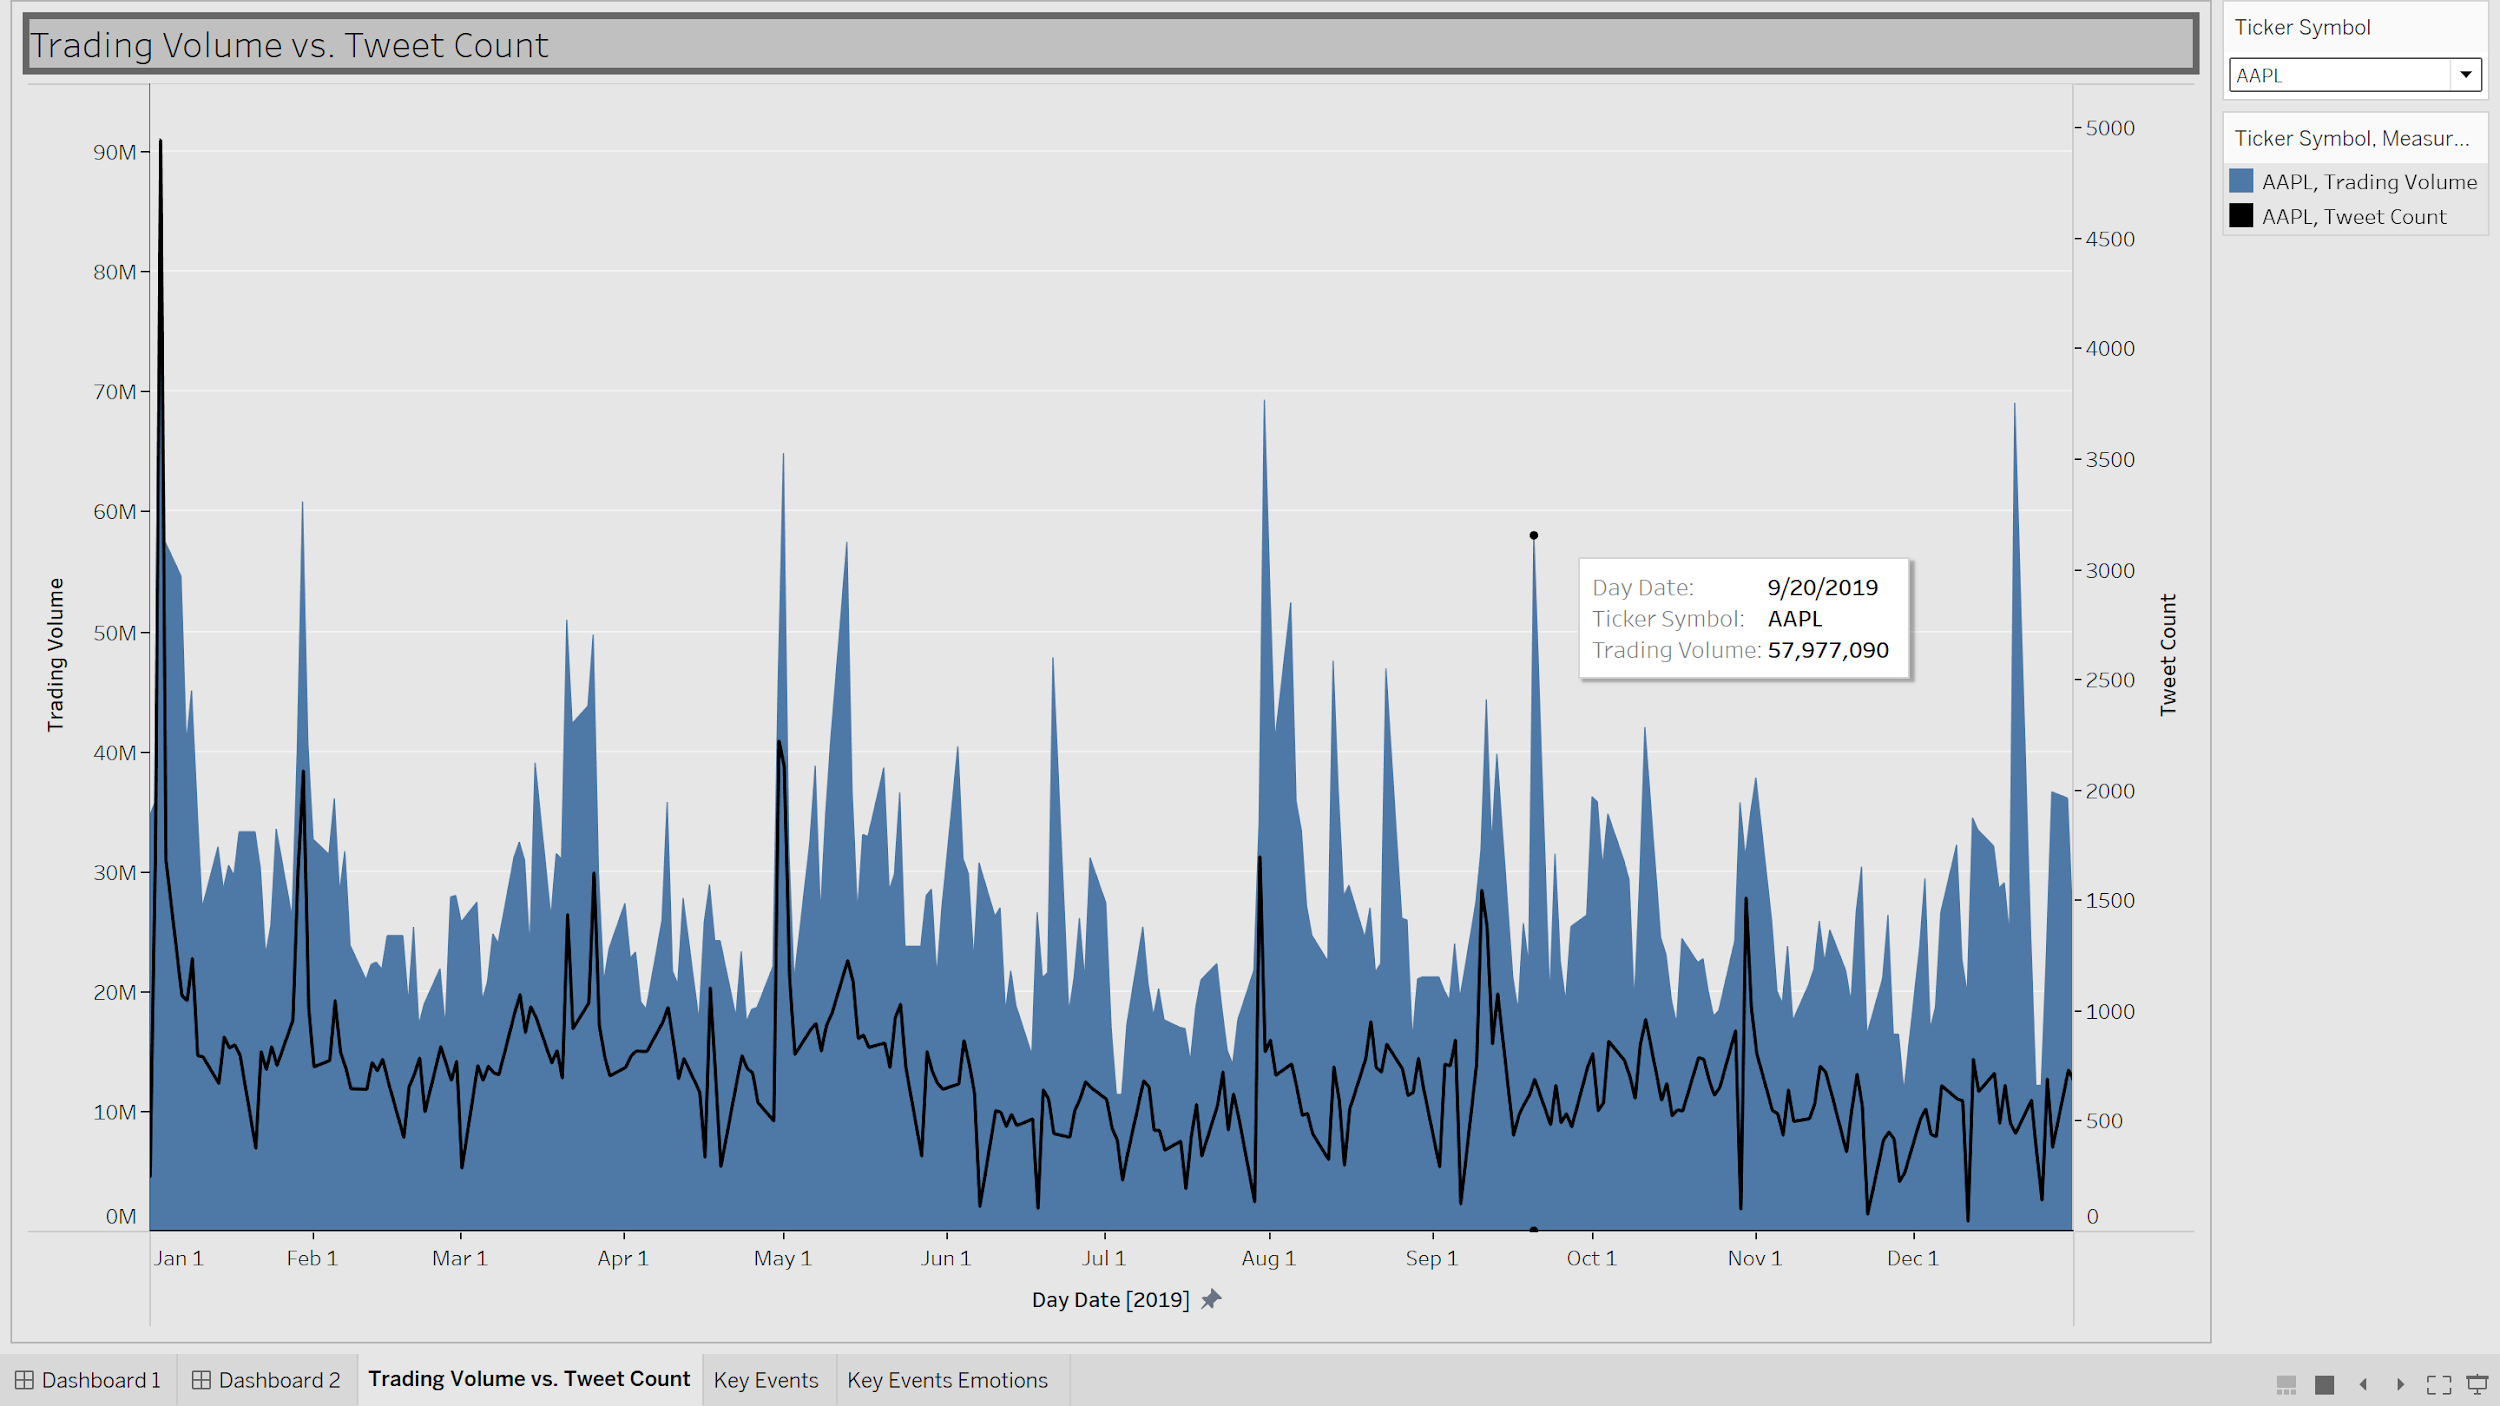 Trading Volume vs. Tweet Count
Ticker Symbol
AAPL
Ticker Symbol, Measur...
AAPL, Trading Volume
AAPL, Tweet Count
Trading Volume
90M
80M
70M
60M
50M
40M
30M
20M
10M
0M
5000
4500
4000
3500
3000
2500
2000
1500
1000
500
0
Tweet Count
Day Date: 9/20/2019
Ticker Symbol: AAPL
Trading Volume: 57,977,090
Jan 1 Feb 1 Mar 1 Apr 1 May 1 Jun 1 Jul 1 Aug 1 Sep 1 Oct 1 Nov 1 Dec 1
Day Date [2019]
Dashboard 1 Dashboard 2 Trading Volume vs. Tweet Count Key Events Key Events Emotions